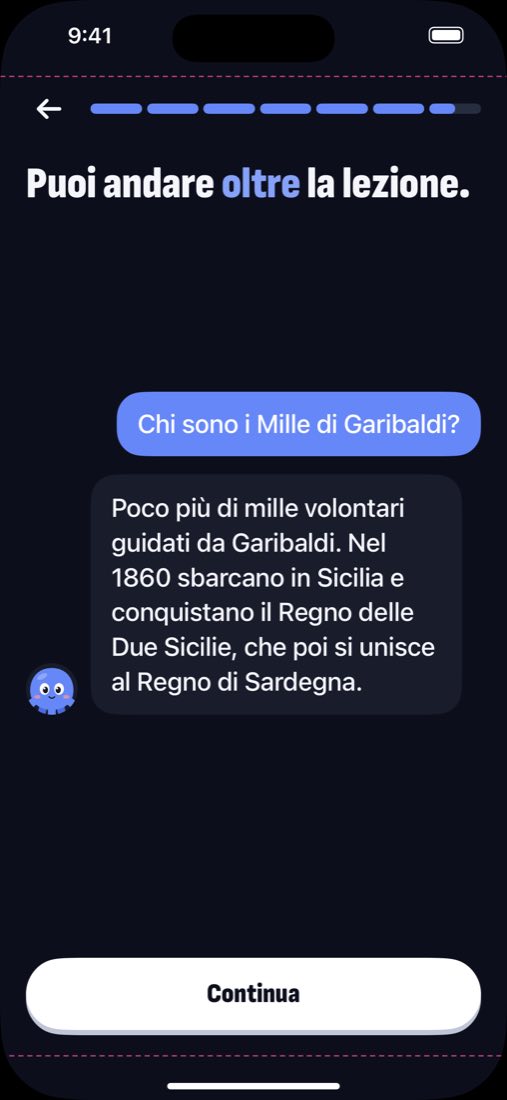 9:41
Puoi andare oltre la lezione.
Chi sono i Mille di Garibaldi?
Poco più di mille volontari
guidati da Garibaldi. Nel
1860 sbarcano in Sicilia e
conquistano il Regno delle
Due Sicilie, che poi si unisce
al Regno di Sardegna.
Continua